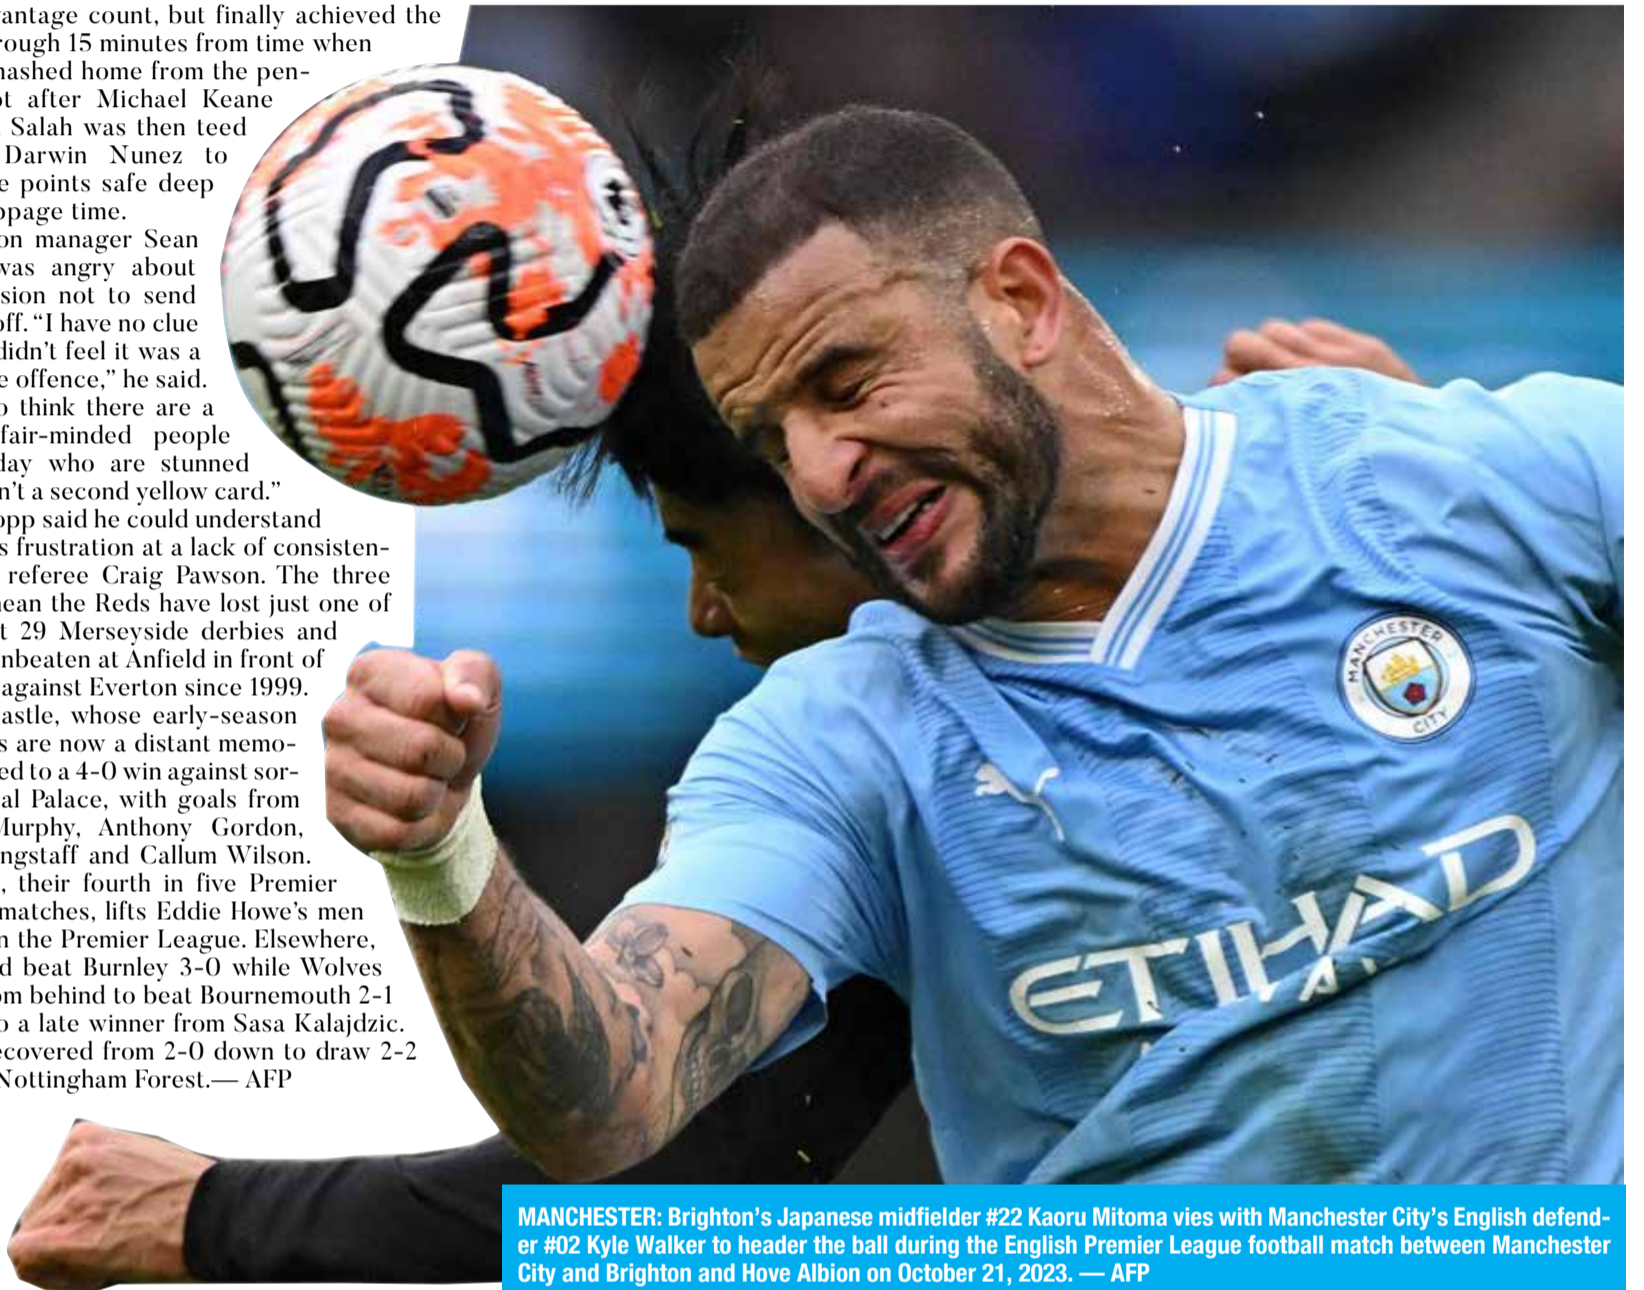 antage count, but finally achieved the
rough 15 minutes from time when
mashed home from the pen-
after Michael Keane
Salah was then teed
Darwin Nunez to
points safe deep
page time.
on manager Sean
was angry about
sion not to send
off. “I have no clue
didn’t feel it was a
e offence,” he said.
think there are a
fair-minded people
day who are stunned
n’t a second yellow card.”
opp said he could understand
s frustration at a lack of consisten-
referee Craig Pawson. The three
mean the Reds have lost just one of
t 29 Merseyside derbies and
nbeaten at Anfield in front of
against Everton since 1999.
astle, whose early-season
s are now a distant memo-
ed to a 4-0 win against sor-
al Palace, with goals from
Murphy, Anthony Gordon,
ngstaff and Callum Wilson.
, their fourth in five Premier
matches, lifts Eddie Howe’s men
n the Premier League. Elsewhere,
d beat Burnley 3-0 while Wolves
om behind to beat Bournemouth 2-1
o a late winner from Sasa Kalajdzic.
ecovered from 2-0 down to draw 2-2
Nottingham Forest.— AFP
MANCHESTER
CITY
ETIHAD
MANCHESTER: Brighton’s Japanese midfielder #22 Kaoru Mitoma vies with Manchester City’s English defend-
er #02 Kyle Walker to header the ball during the English Premier League football match between Manchester
City and Brighton and Hove Albion on October 21, 2023. — AFP